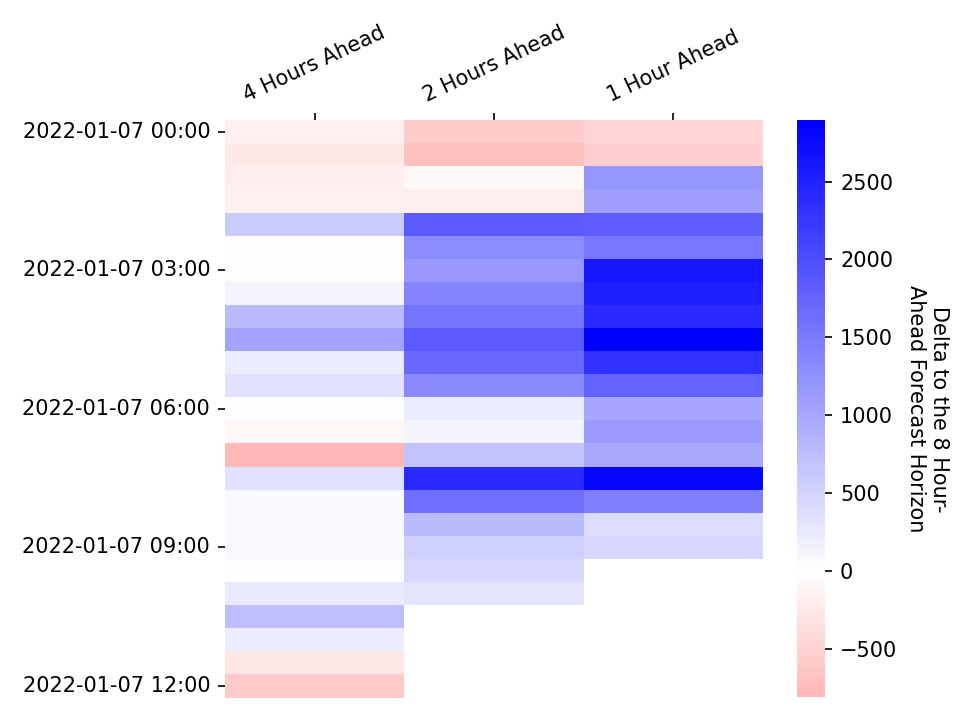 4 Hours Ahead
2 Hours Ahead
1 Hour Ahead
2022-01-07 00:00
2022-01-07 03:00
2022-01-07 06:00
2022-01-07 09:00
2022-01-07 12:00
2500
2000
1500
1000
500
0
−500
Delta to the 8 Hour-
Ahead Forecast Horizon